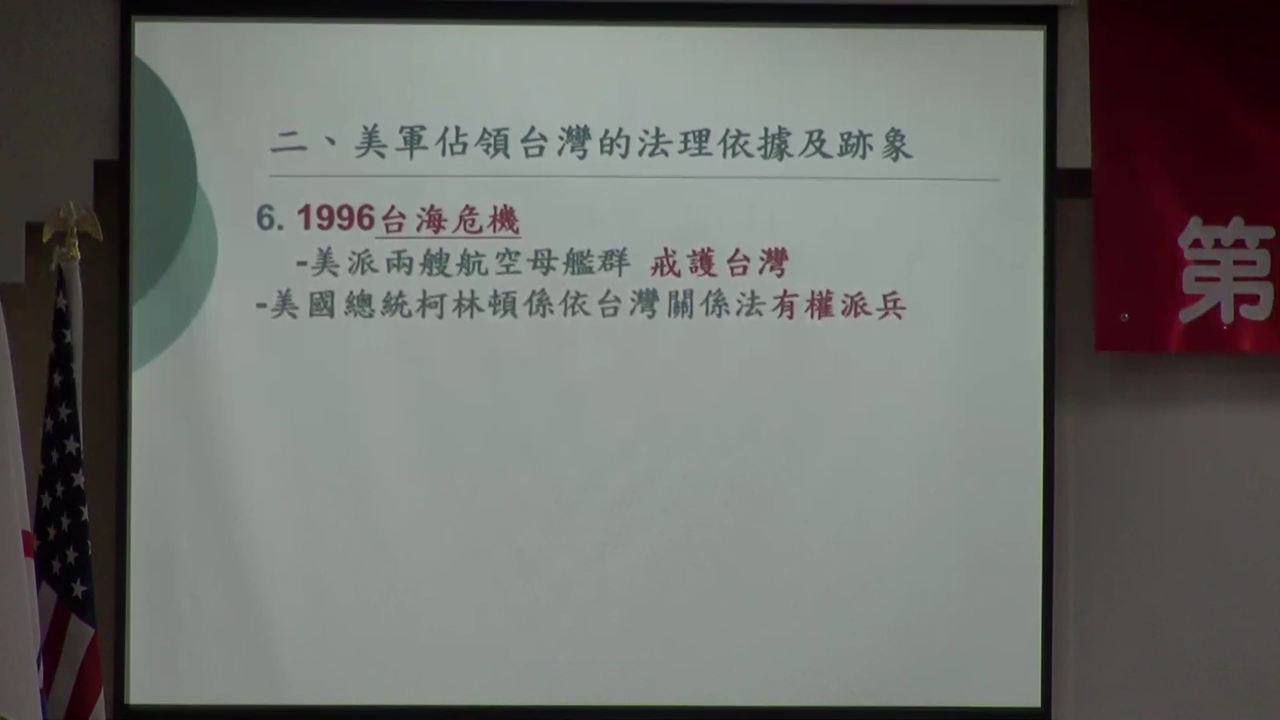 二、美軍佔領台灣的法理依據及跡象
6. 1996台海危機
-美派兩艘航空母艦群 戒護台灣
-美國總統柯林頓係依台灣關係法有權派兵
第